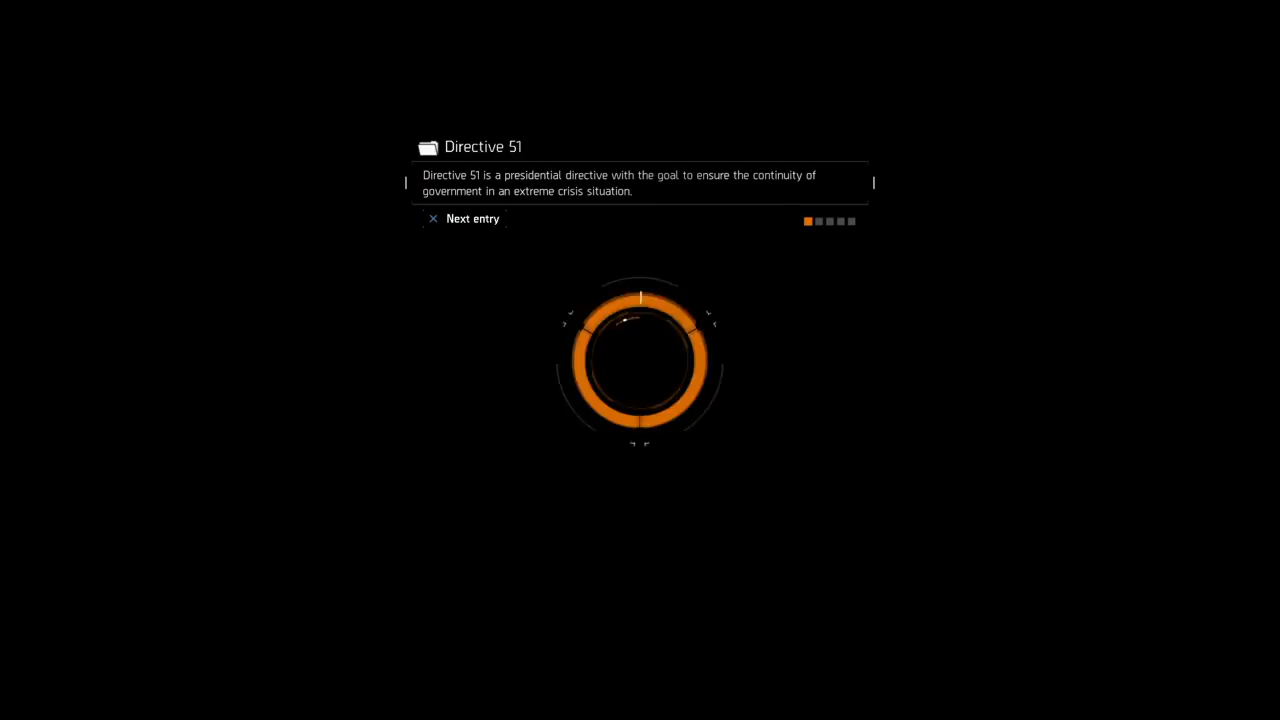 Directive 51
Directive 51 is a presidential directive with the goal to ensure the continuity of
government in an extreme crisis situation.
Next entry